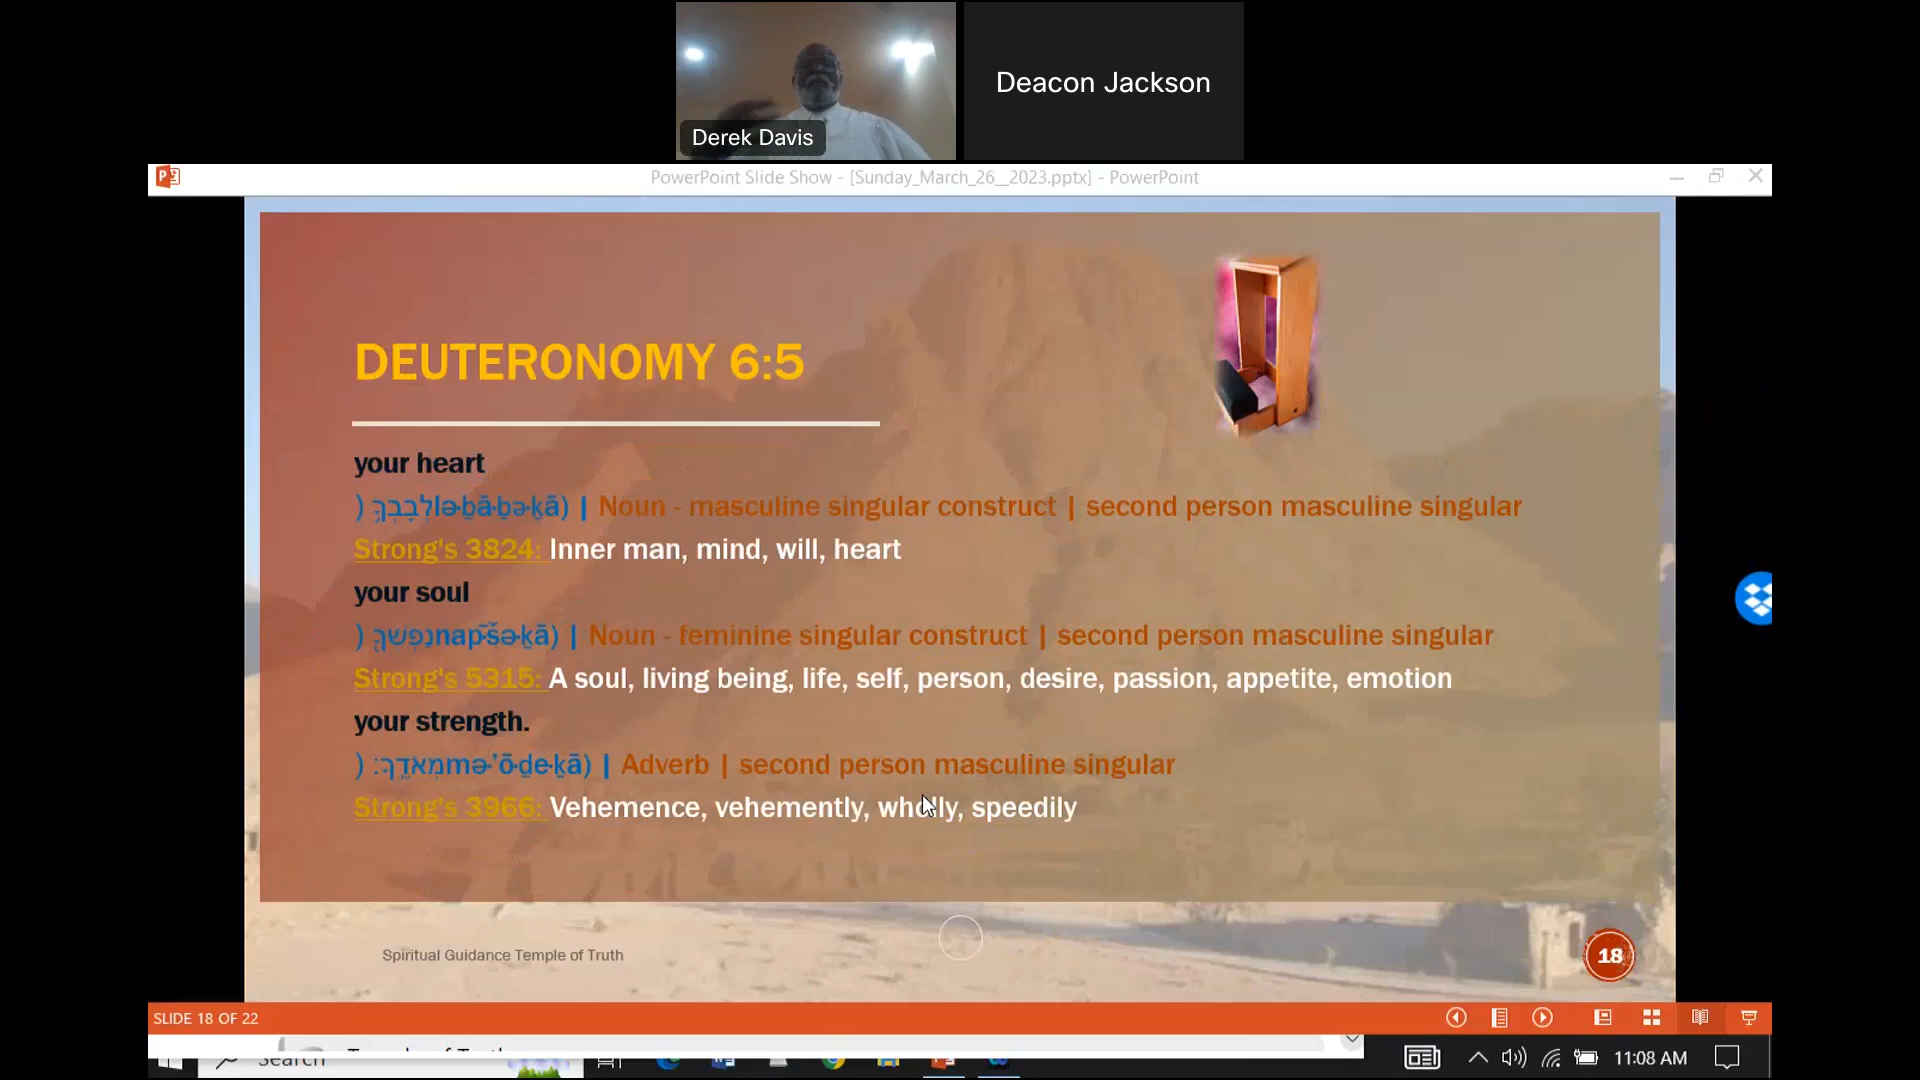 Deacon Jackson
Derek Davis
PowerPoint Slide Show - [Sunday_March_26__2023.pptx] - PowerPoint
DEUTERONOMY 6:5
your heart
) לְבָבְךָ֥lə·ḇā·ḇə·ḵā) | Noun - masculine singular construct | second person masculine singular
Strong's 3824: Inner man, mind, will, heart
your soul
) נַפְשְׁךָ֖nap̄·šə·ḵā) | Noun - feminine singular construct | second person masculine singular
Strong's 5315: A soul, living being, life, self, person, desire, passion, appetite, emotion
your strength.
) מְאֹדֶֽךָ׃mə·’ō·ḏe·ḵā) | Adverb | second person masculine singular
Strong's 3966: Vehemence, vehemently, wholly, speedily
Spiritual Guidance Temple of Truth
18
SLIDE 18 OF 22
Search
11:08 AM